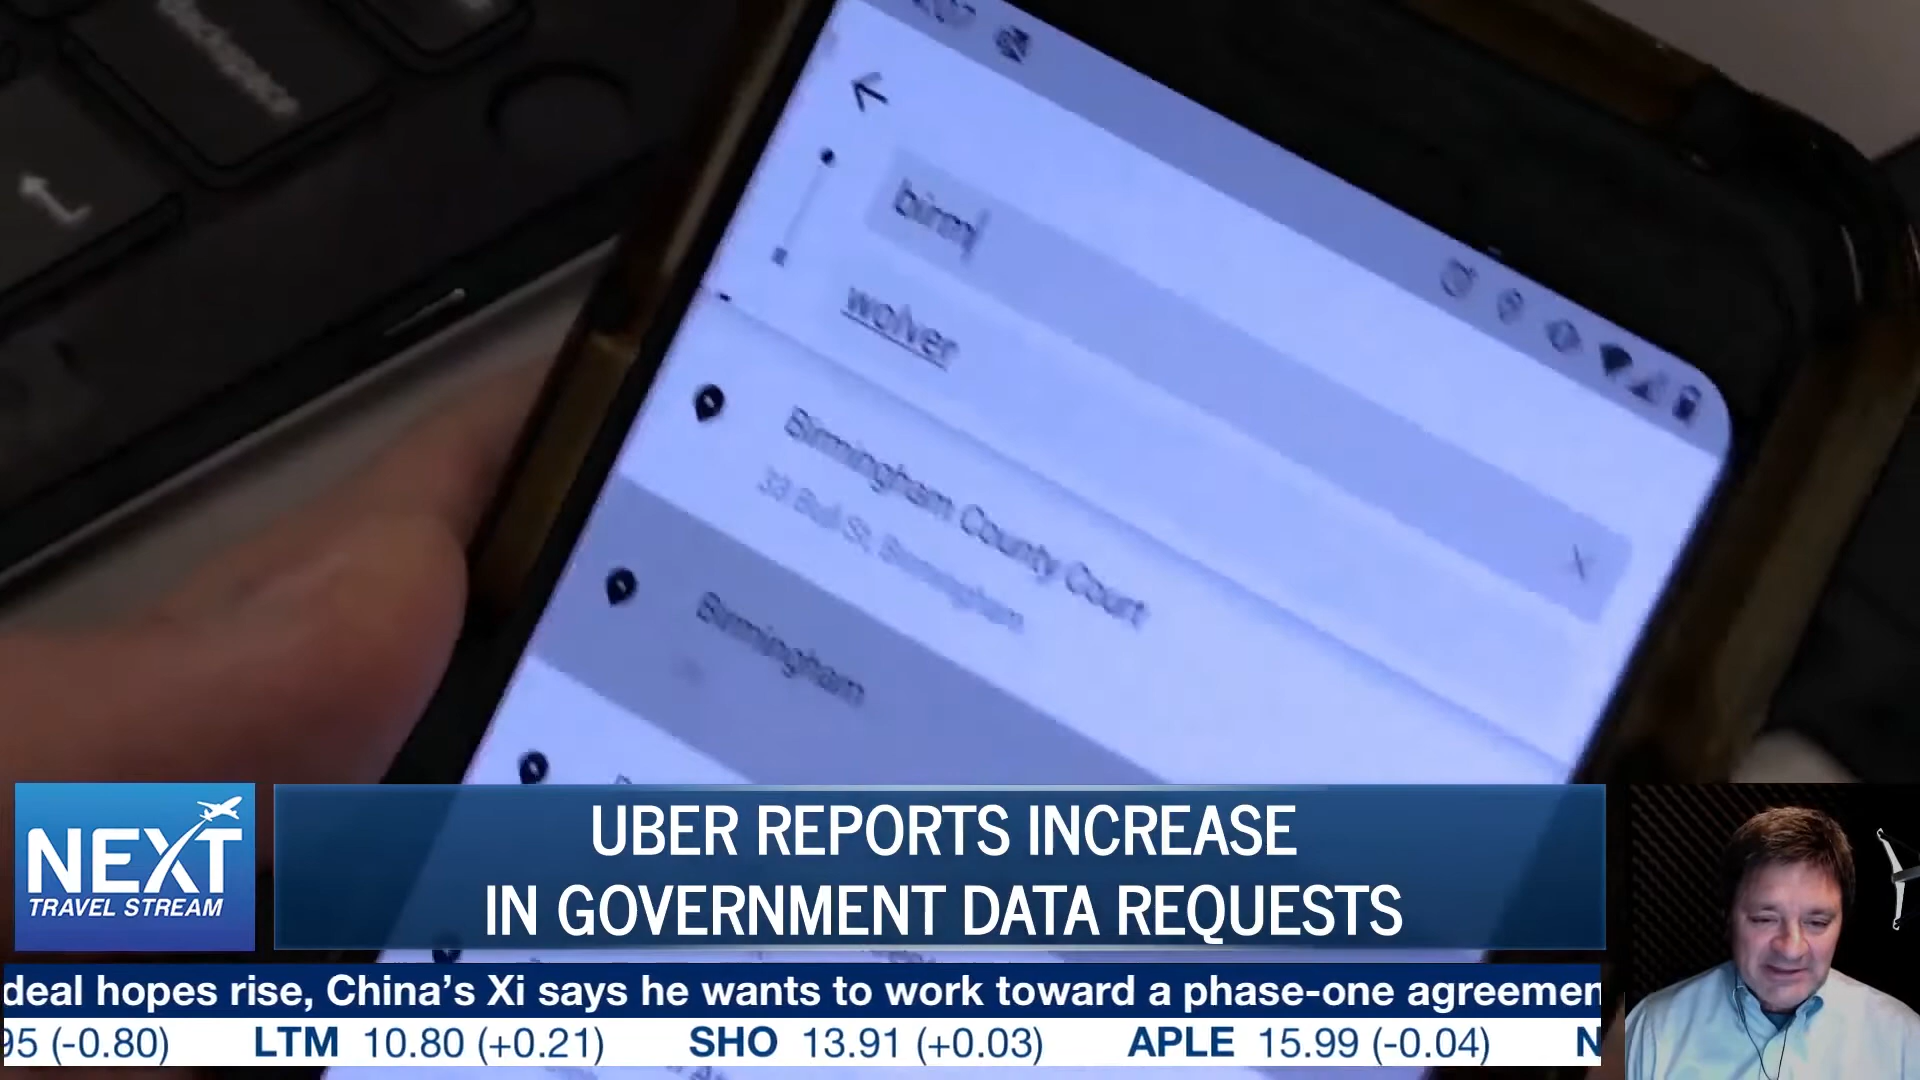 Backspace
birm
wolver
Birmingham County Court
33 Bull St, Birmingham
Birmingham
NEXT
TRAVEL STREAM
UBER REPORTS INCREASE
IN GOVERNMENT DATA REQUESTS
deal hopes rise, China's Xi says he wants to work toward a phase-one agreemen
95 (-0.80) LTM 10.80 (+0.21) SHO 13.91 (+0.03) APLE 15.99 (-0.04) N